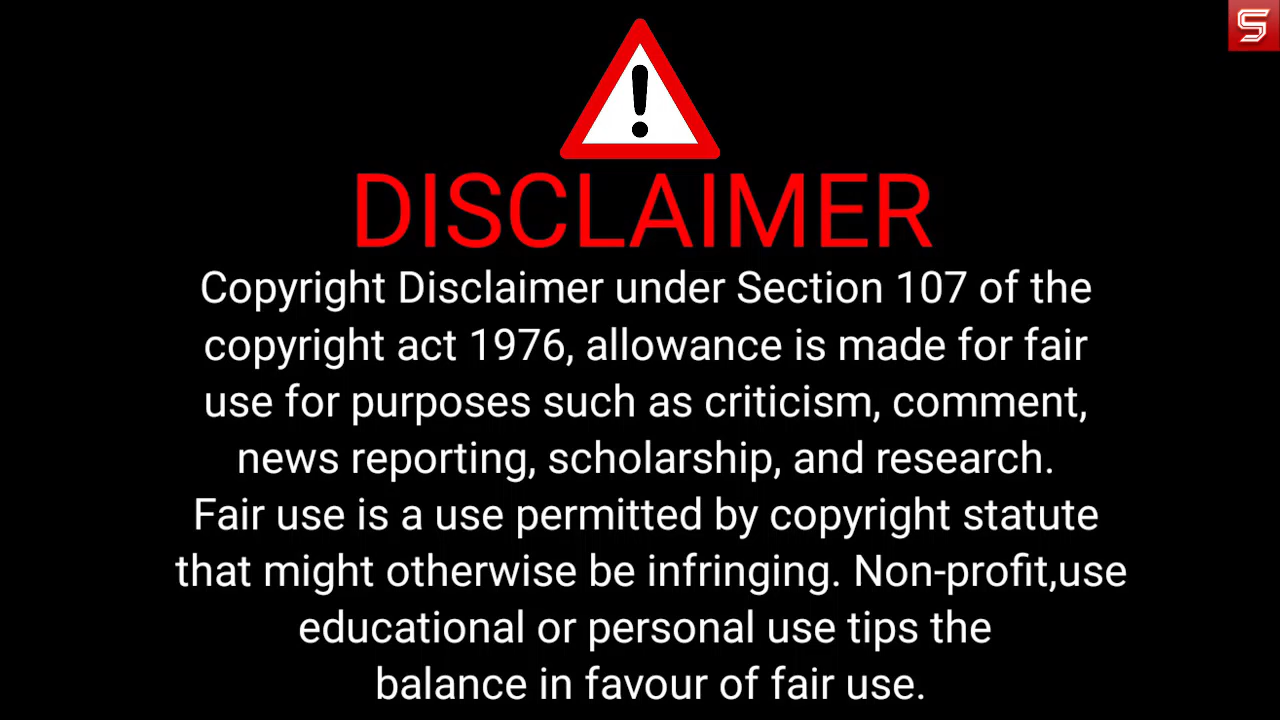 S
DISCLAIMER
Copyright Disclaimer under Section 107 of the
copyright act 1976, allowance is made for fair
use for purposes such as criticism, comment,
news reporting, scholarship, and research.
Fair use is a use permitted by copyright statute
that might otherwise be infringing. Non-profit,use
educational or personal use tips the
balance in favour of fair use.